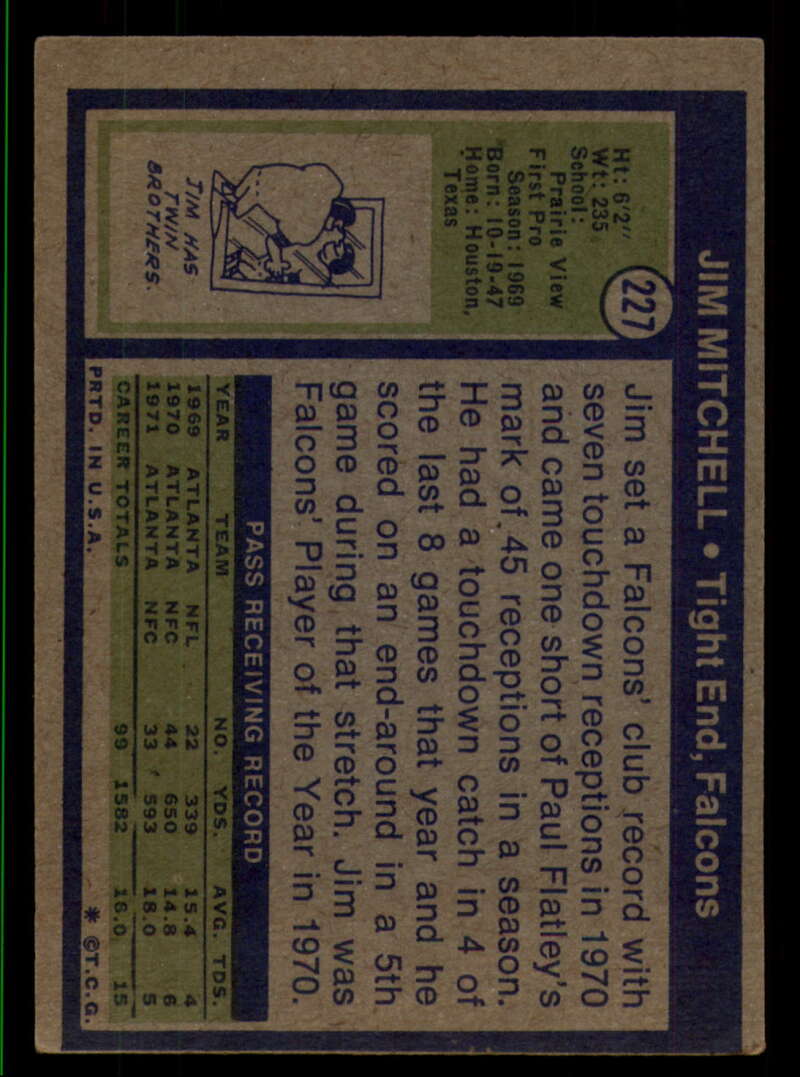 JIM MITCHELL • Tight End, Falcons
227
Ht: 6'2"
Wt: 235
School:
Prairie View
First Pro
Season: 1969
Born: 10-19-47
Home: Houston,
Texas
JIM HAS
TWIN
BROTHERS.
Jim set a Falcons' club record with
seven touchdown receptions in 1970
and came one short of Paul Flatley's
mark of 45 receptions in a season.
He had a touchdown catch in 4 of
the last 8 games that year and he
scored on an end-around in a 5th
game during that stretch. Jim was
Falcons' Player of the Year in 1970.
PASS RECEIVING RECORD
YEAR TEAM NO. YDS. AVG. TDS.
1969 ATLANTA NFL 22 339 15.4 4
1970 ATLANTA NFC 44 650 14.8 6
1971 ATLANTA NFC 33 593 18.0 5
CAREER TOTALS 99 1582 16.0 15
PRTD. IN U.S.A. * ©T.C.G.